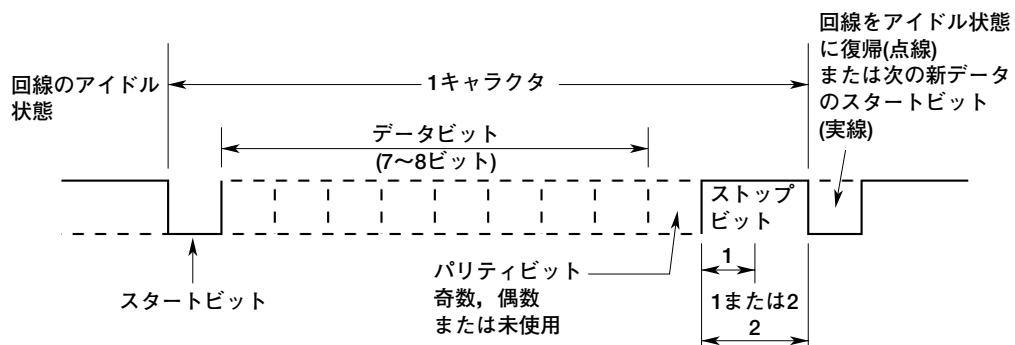 回線のアイドル
状態
1キャラクタ
回線をアイドル状態
に復帰(点線)
または次の新データ
のスタートビット
(実線)
データビット
(7〜8ビット)
ストップ
ビット
スタートビット
パリティビット
奇数，偶数
または未使用
1
1または2
2